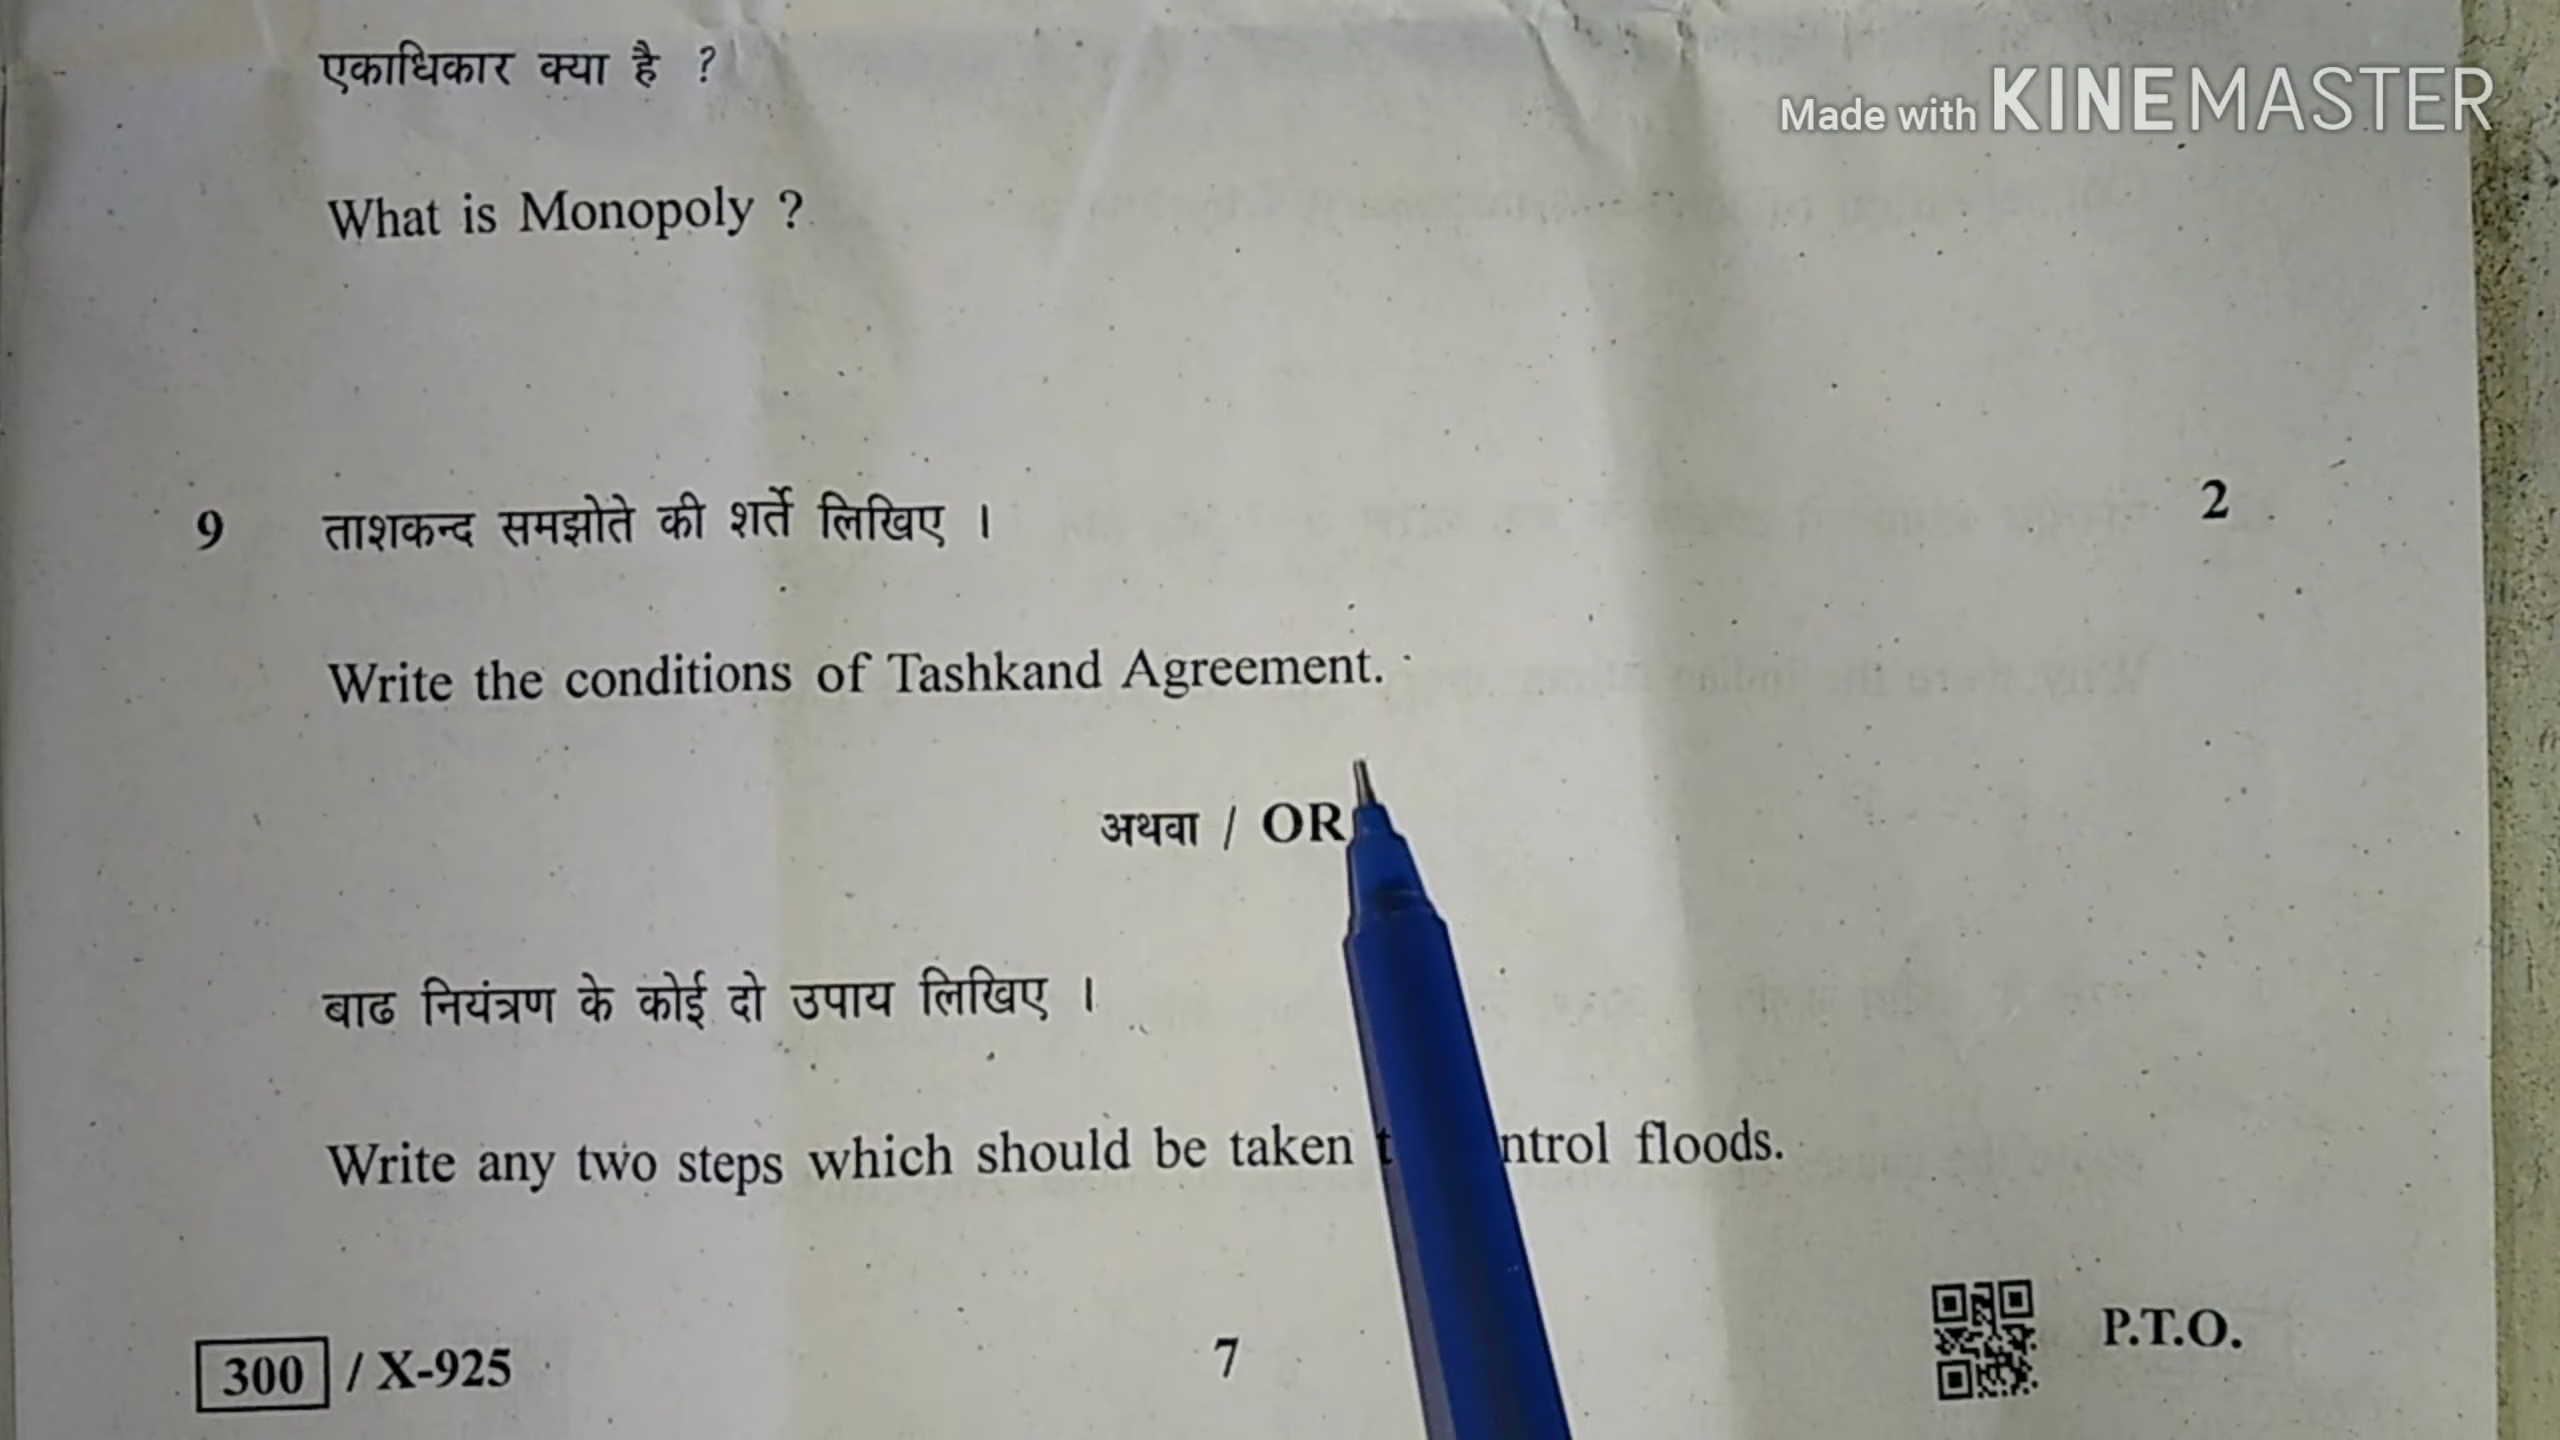 एकाधिकार क्या है ?
Made with KINEMASTER
What is Monopoly ?
9 ताशकन्द समझोते की शर्ते लिखिए । 2
Write the conditions of Tashkand Agreement.
अथवा / OR
बाढ नियंत्रण के कोई दो उपाय लिखिए ।
Write any two steps which should be taken t ntrol floods.
300 / X-925 7 P.T.O.